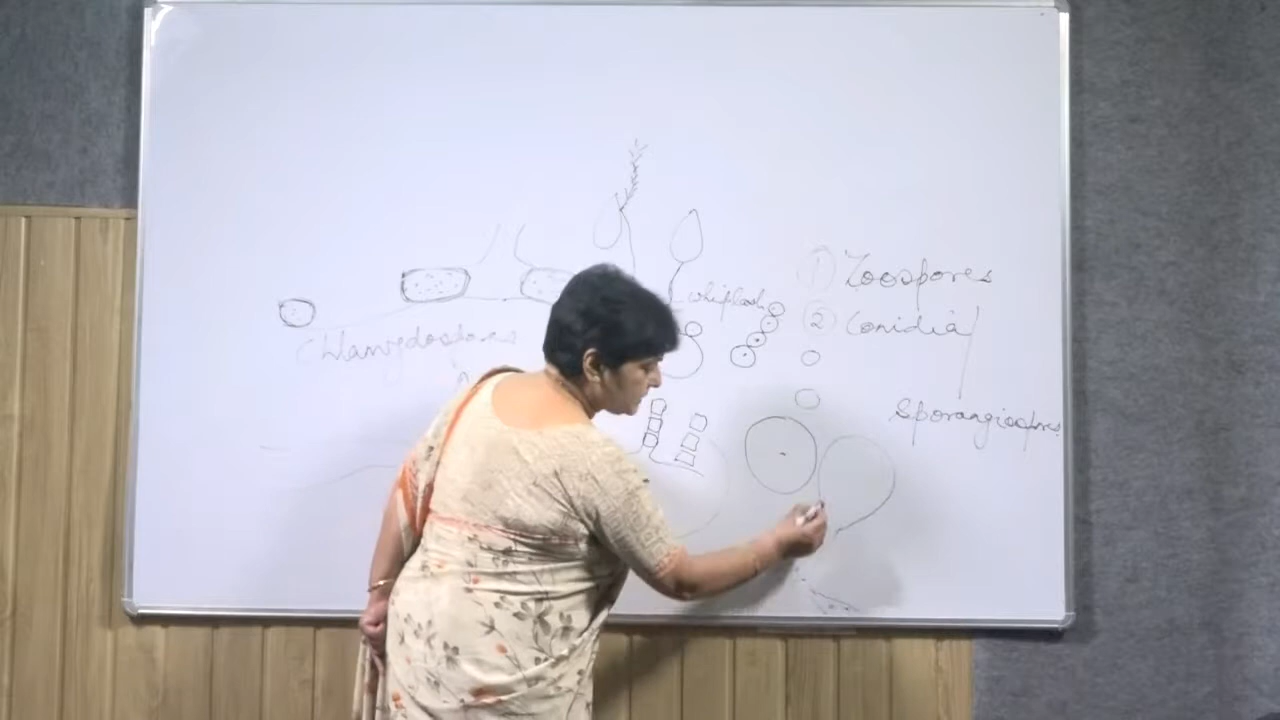 ① Zoospores
whiplash
② Conidia
Chlamydospores
Sporangiospores